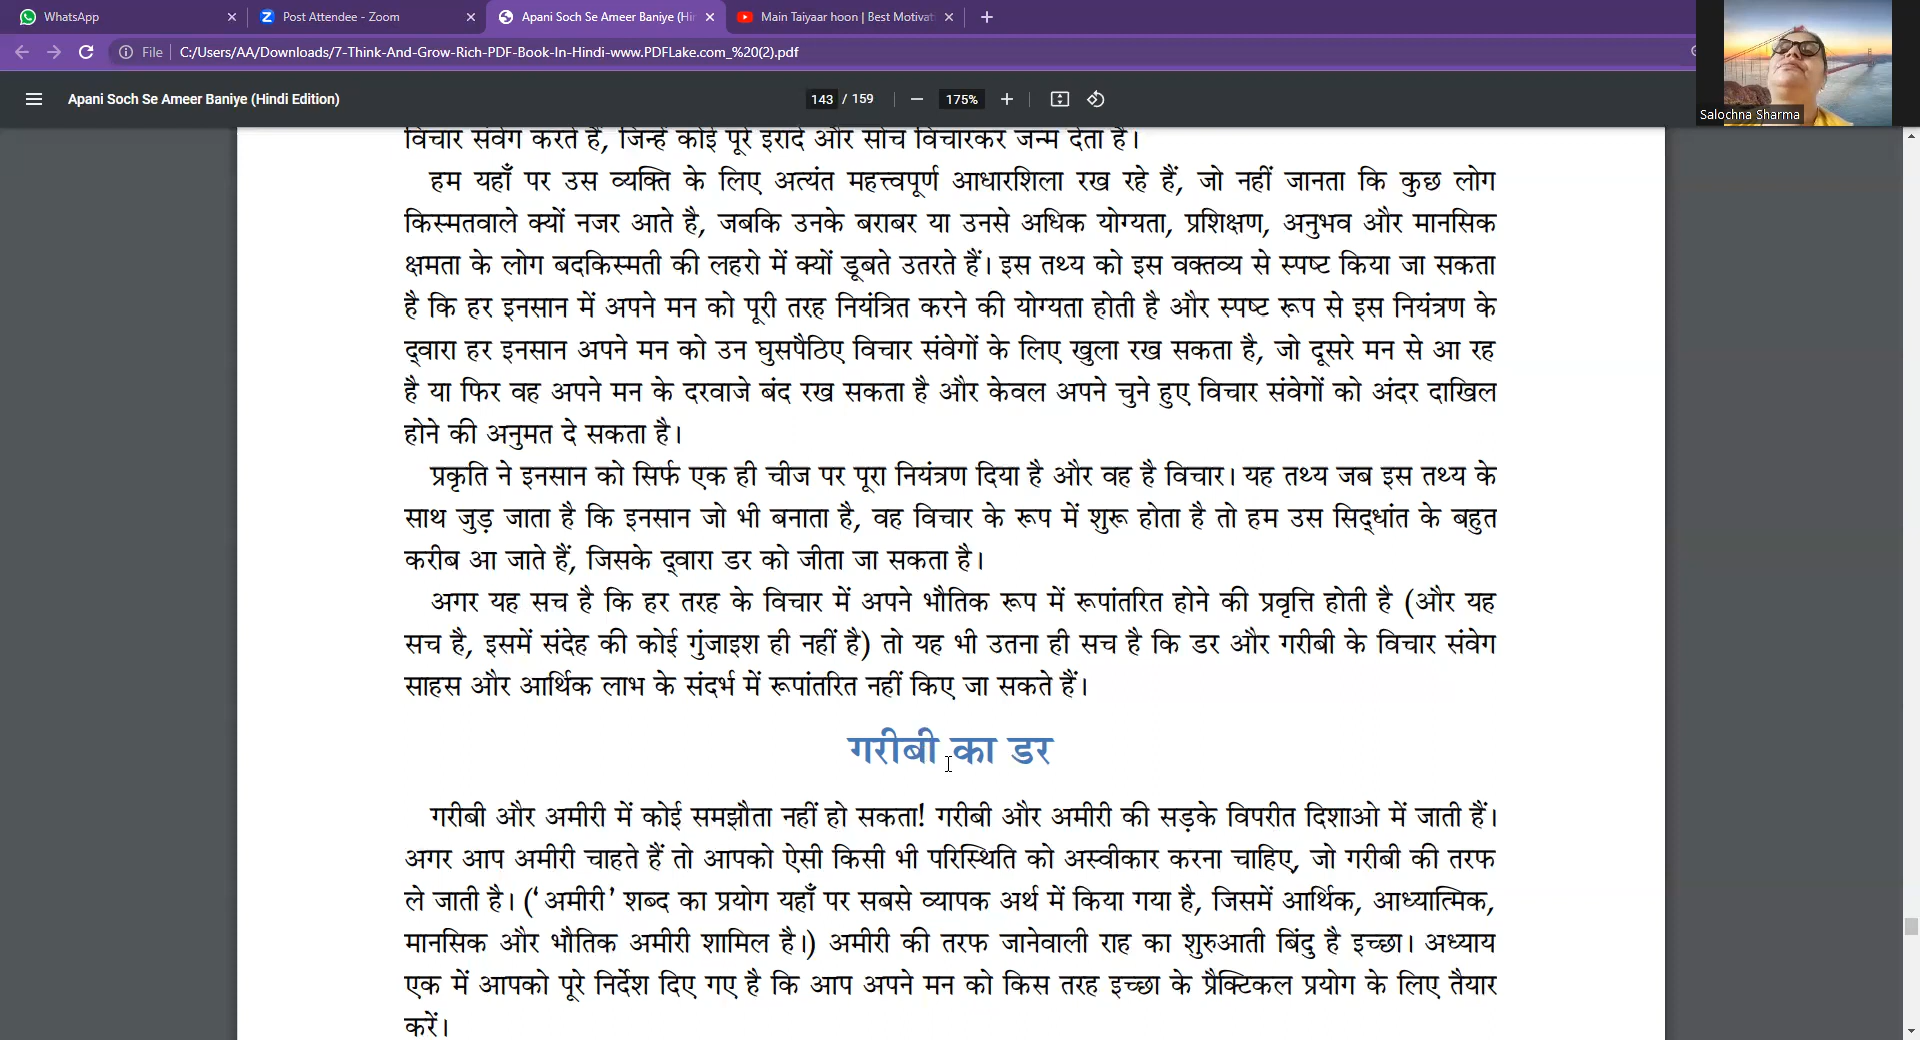 WhatsApp
Post Attendee - Zoom
Apani Soch Se Ameer Baniye (Hi
Main Taiyaar hoon | Best Motivat
File
C:/Users/AA/Downloads/7-Think-And-Grow-Rich-PDF-Book-In-Hindi-www.PDFLake.com_%20(2).pdf
Apani Soch Se Ameer Baniye (Hindi Edition)
143 / 159
175%
Salochna Sharma
विचार संवेग करते हैं, जिन्हें कोई पूरे इरादे और सोच विचारकर जन्म देता है।
हम यहाँ पर उस व्यक्ति के लिए अत्यंत महत्त्वपूर्ण आधारशिला रख रहे हैं, जो नहीं जानता कि कुछ लोग
किस्मतवाले क्यों नजर आते है, जबकि उनके बराबर या उनसे अधिक योग्यता, प्रशिक्षण, अनुभव और मानसिक
क्षमता के लोग बदकिस्मती की लहरो में क्यों डूबते उतरते हैं। इस तथ्य को इस वक्तव्य से स्पष्ट किया जा सकता
है कि हर इनसान में अपने मन को पूरी तरह नियंत्रित करने की योग्यता होती है और स्पष्ट रूप से इस नियंत्रण के
द्वारा हर इनसान अपने मन को उन घुसपैठिए विचार संवेगों के लिए खुला रख सकता है, जो दूसरे मन से आ रह
है या फिर वह अपने मन के दरवाजे बंद रख सकता है और केवल अपने चुने हुए विचार संवेगों को अंदर दाखिल
होने की अनुमत दे सकता है।
प्रकृति ने इनसान को सिर्फ एक ही चीज पर पूरा नियंत्रण दिया है और वह है विचार। यह तथ्य जब इस तथ्य के
साथ जुड़ जाता है कि इनसान जो भी बनाता है, वह विचार के रूप में शुरू होता है तो हम उस सिद्धांत के बहुत
करीब आ जाते हैं, जिसके द्वारा डर को जीता जा सकता है।
अगर यह सच है कि हर तरह के विचार में अपने भौतिक रूप में रूपांतरित होने की प्रवृत्ति होती है (और यह
सच है, इसमें संदेह की कोई गुंजाइश ही नहीं है) तो यह भी उतना ही सच है कि डर और गरीबी के विचार संवेग
साहस और आर्थिक लाभ के संदर्भ में रूपांतरित नहीं किए जा सकते हैं।
गरीबी का डर
गरीबी और अमीरी में कोई समझौता नहीं हो सकता! गरीबी और अमीरी की सड़के विपरीत दिशाओ में जाती हैं।
अगर आप अमीरी चाहते हैं तो आपको ऐसी किसी भी परिस्थिति को अस्वीकार करना चाहिए, जो गरीबी की तरफ
ले जाती है। (‘अमीरी’ शब्द का प्रयोग यहाँ पर सबसे व्यापक अर्थ में किया गया है, जिसमें आर्थिक, आध्यात्मिक,
मानसिक और भौतिक अमीरी शामिल है।) अमीरी की तरफ जानेवाली राह का शुरुआती बिंदु है इच्छा। अध्याय
एक में आपको पूरे निर्देश दिए गए है कि आप अपने मन को किस तरह इच्छा के प्रैक्टिकल प्रयोग के लिए तैयार
करें।